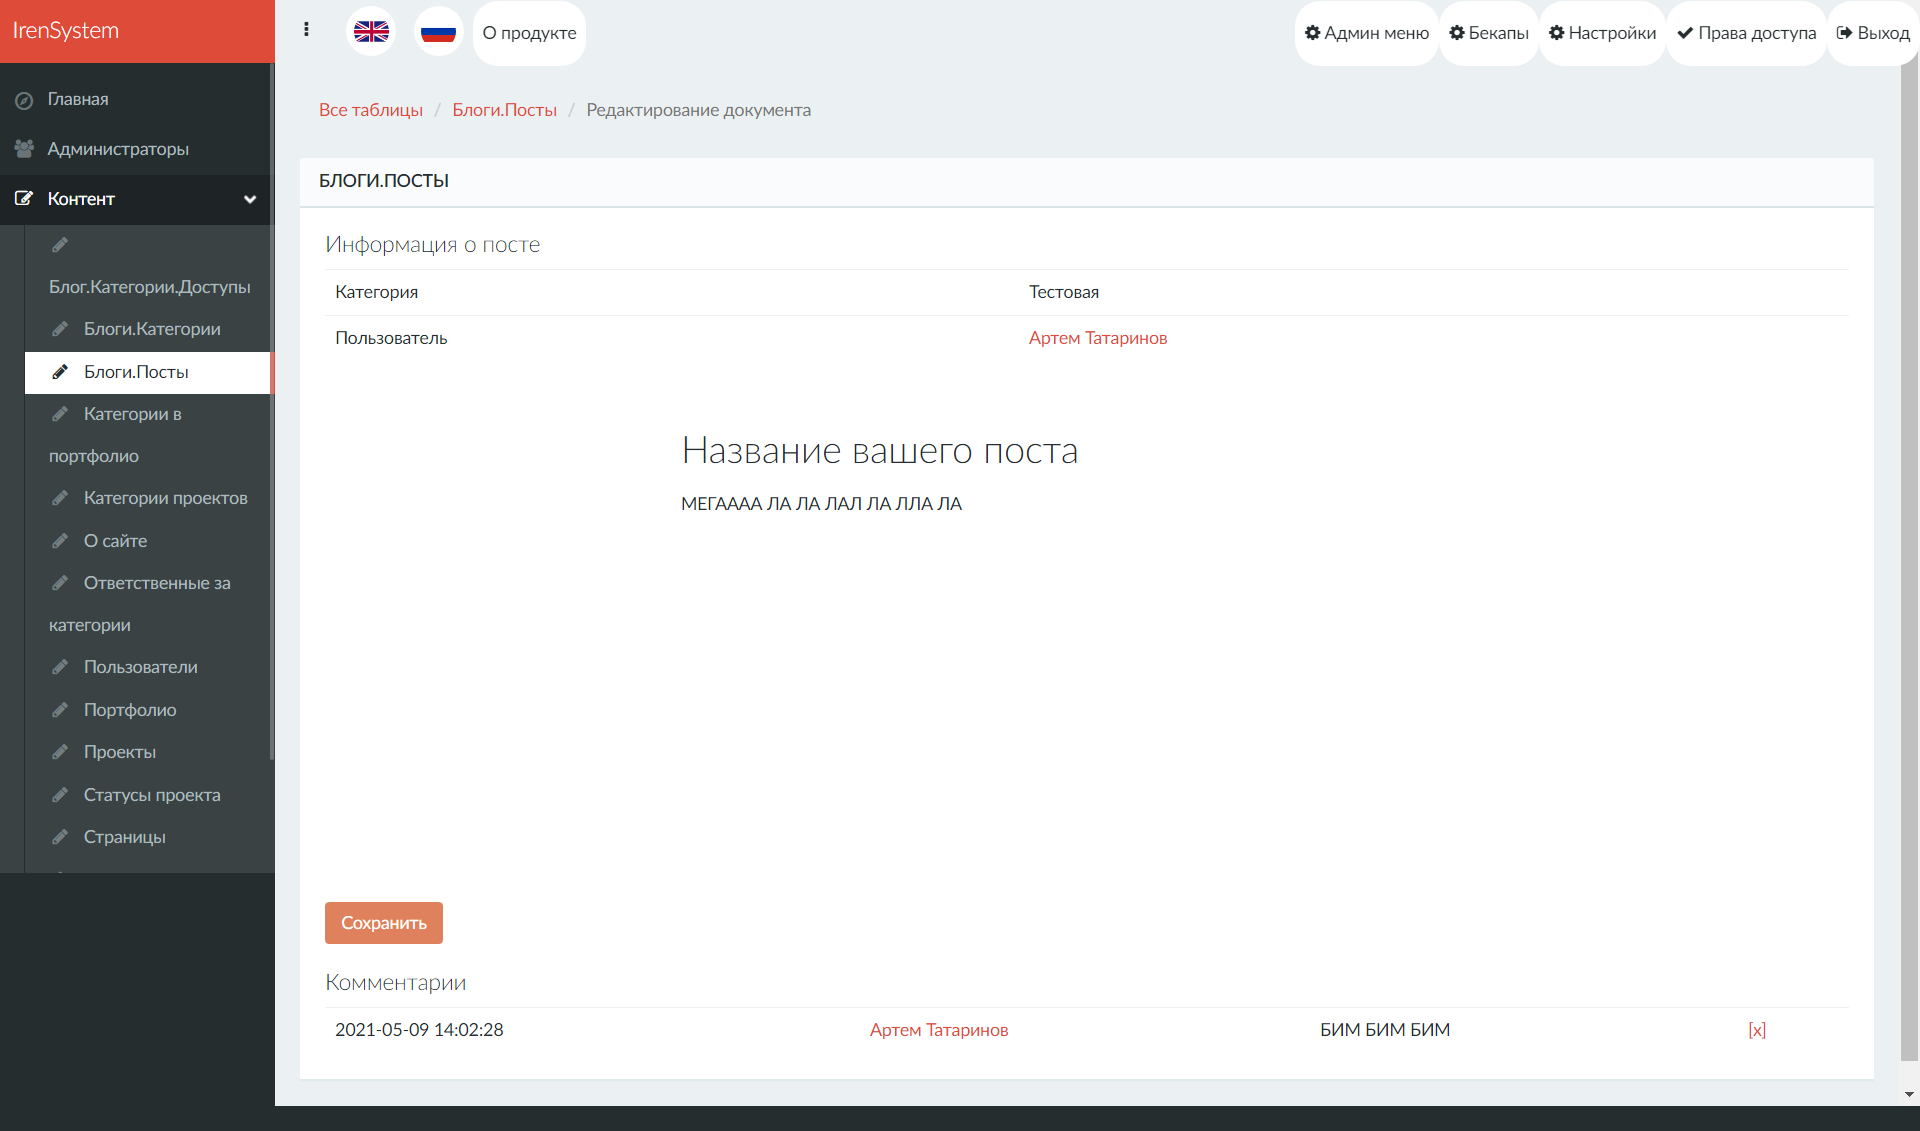 IrenSystem
О продукте
Админ меню
Бекапы
Настройки
Права доступа
Выход
Главная
Администраторы
Контент
Блог.Категории.Доступы
Блоги.Категории
Блоги.Посты
Категории в
портфолио
Категории проектов
О сайте
Ответственные за
категории
Пользователи
Портфолио
Проекты
Статусы проекта
Страницы
Все таблицы / Блоги.Посты / Редактирование документа
БЛОГИ.ПОСТЫ
Информация о посте
Категория Тестовая
Пользователь Артем Татаринов
Название вашего поста
МЕГАААА ЛА ЛА ЛАЛ ЛА ЛЛА ЛА
Сохранить
Комментарии
2021-05-09 14:02:28 Артем Татаринов БИМ БИМ БИМ [x]